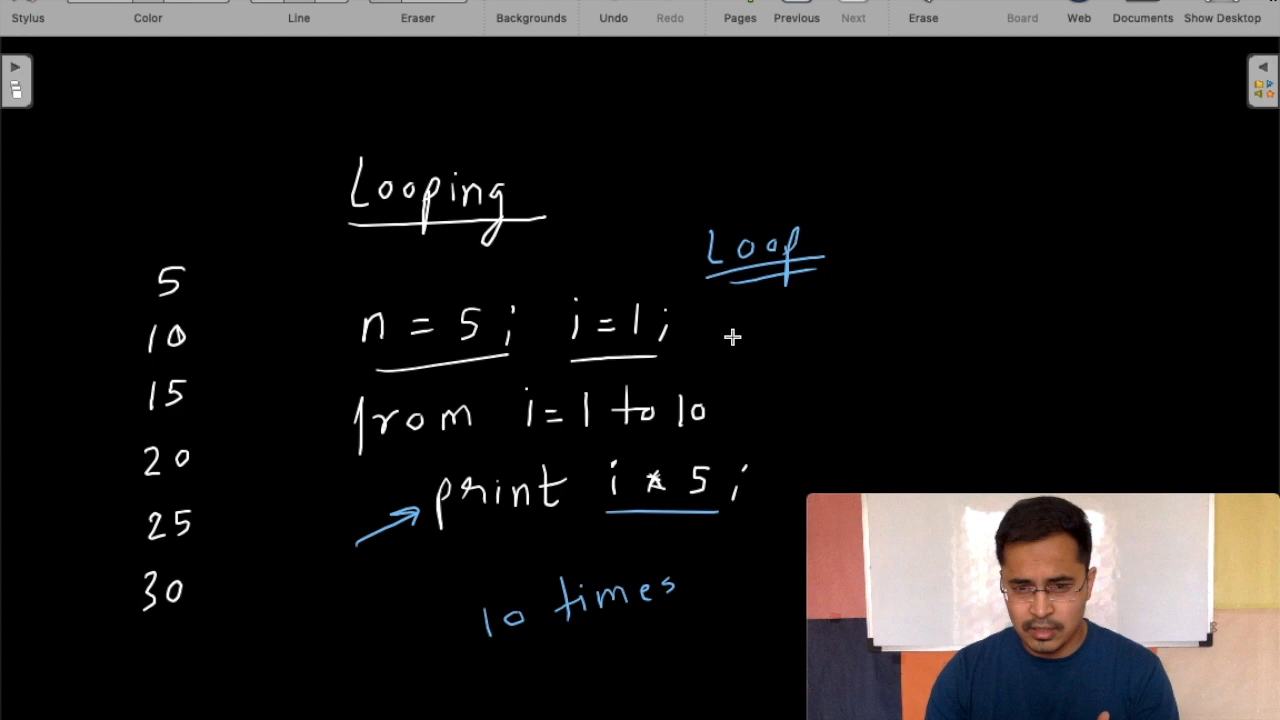 Stylus Color Line Eraser Backgrounds Undo Redo Pages Previous Next Erase Board Web Documents Show Desktop
Looping
Loop
5
10
15
20
25
30
n = 5; i = 1;
from i = 1 to 10
print i * 5;
10 times